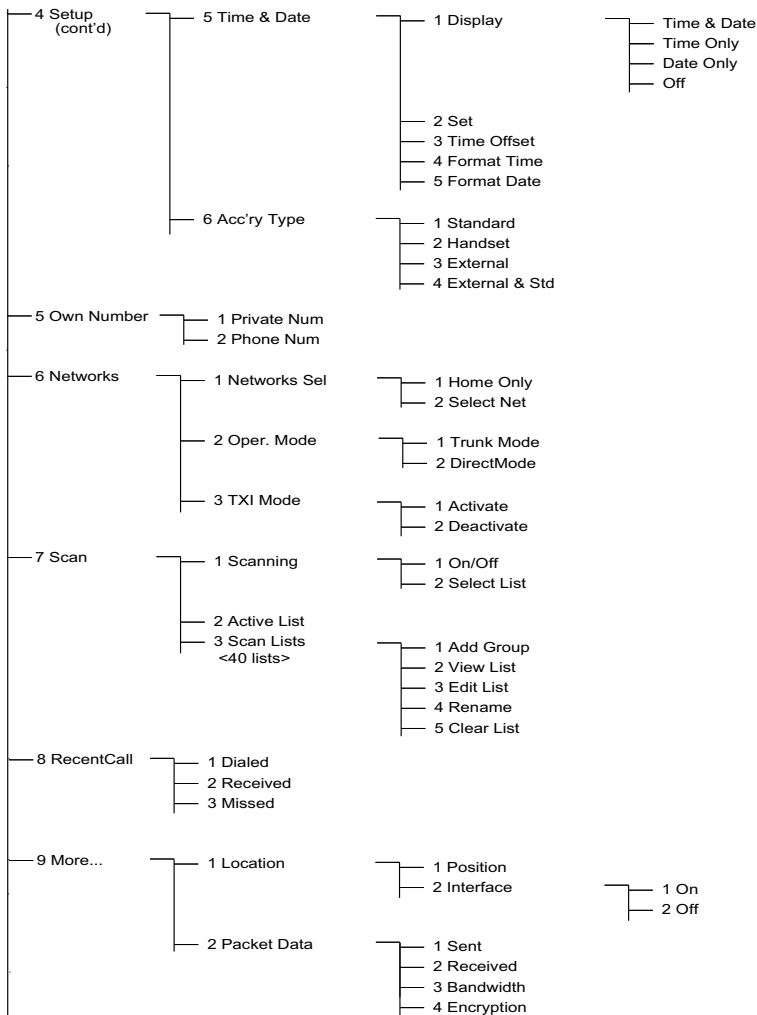 4 Setup
(cont'd)
5 Time & Date
1 Display
Time & Date
Time Only
Date Only
Off
2 Set
3 Time Offset
4 Format Time
5 Format Date
6 Acc'ry Type
1 Standard
2 Handset
3 External
4 External & Std
5 Own Number
1 Private Num
2 Phone Num
6 Networks
1 Networks Sel
1 Home Only
2 Select Net
2 Oper. Mode
1 Trunk Mode
2 DirectMode
3 TXI Mode
1 Activate
2 Deactivate
7 Scan
1 Scanning
1 On/Off
2 Select List
2 Active List
3 Scan Lists
<40 lists>
1 Add Group
2 View List
3 Edit List
4 Rename
5 Clear List
8 RecentCall
1 Dialed
2 Received
3 Missed
9 More...
1 Location
1 Position
2 Interface
1 On
2 Off
2 Packet Data
1 Sent
2 Received
3 Bandwidth
4 Encryption